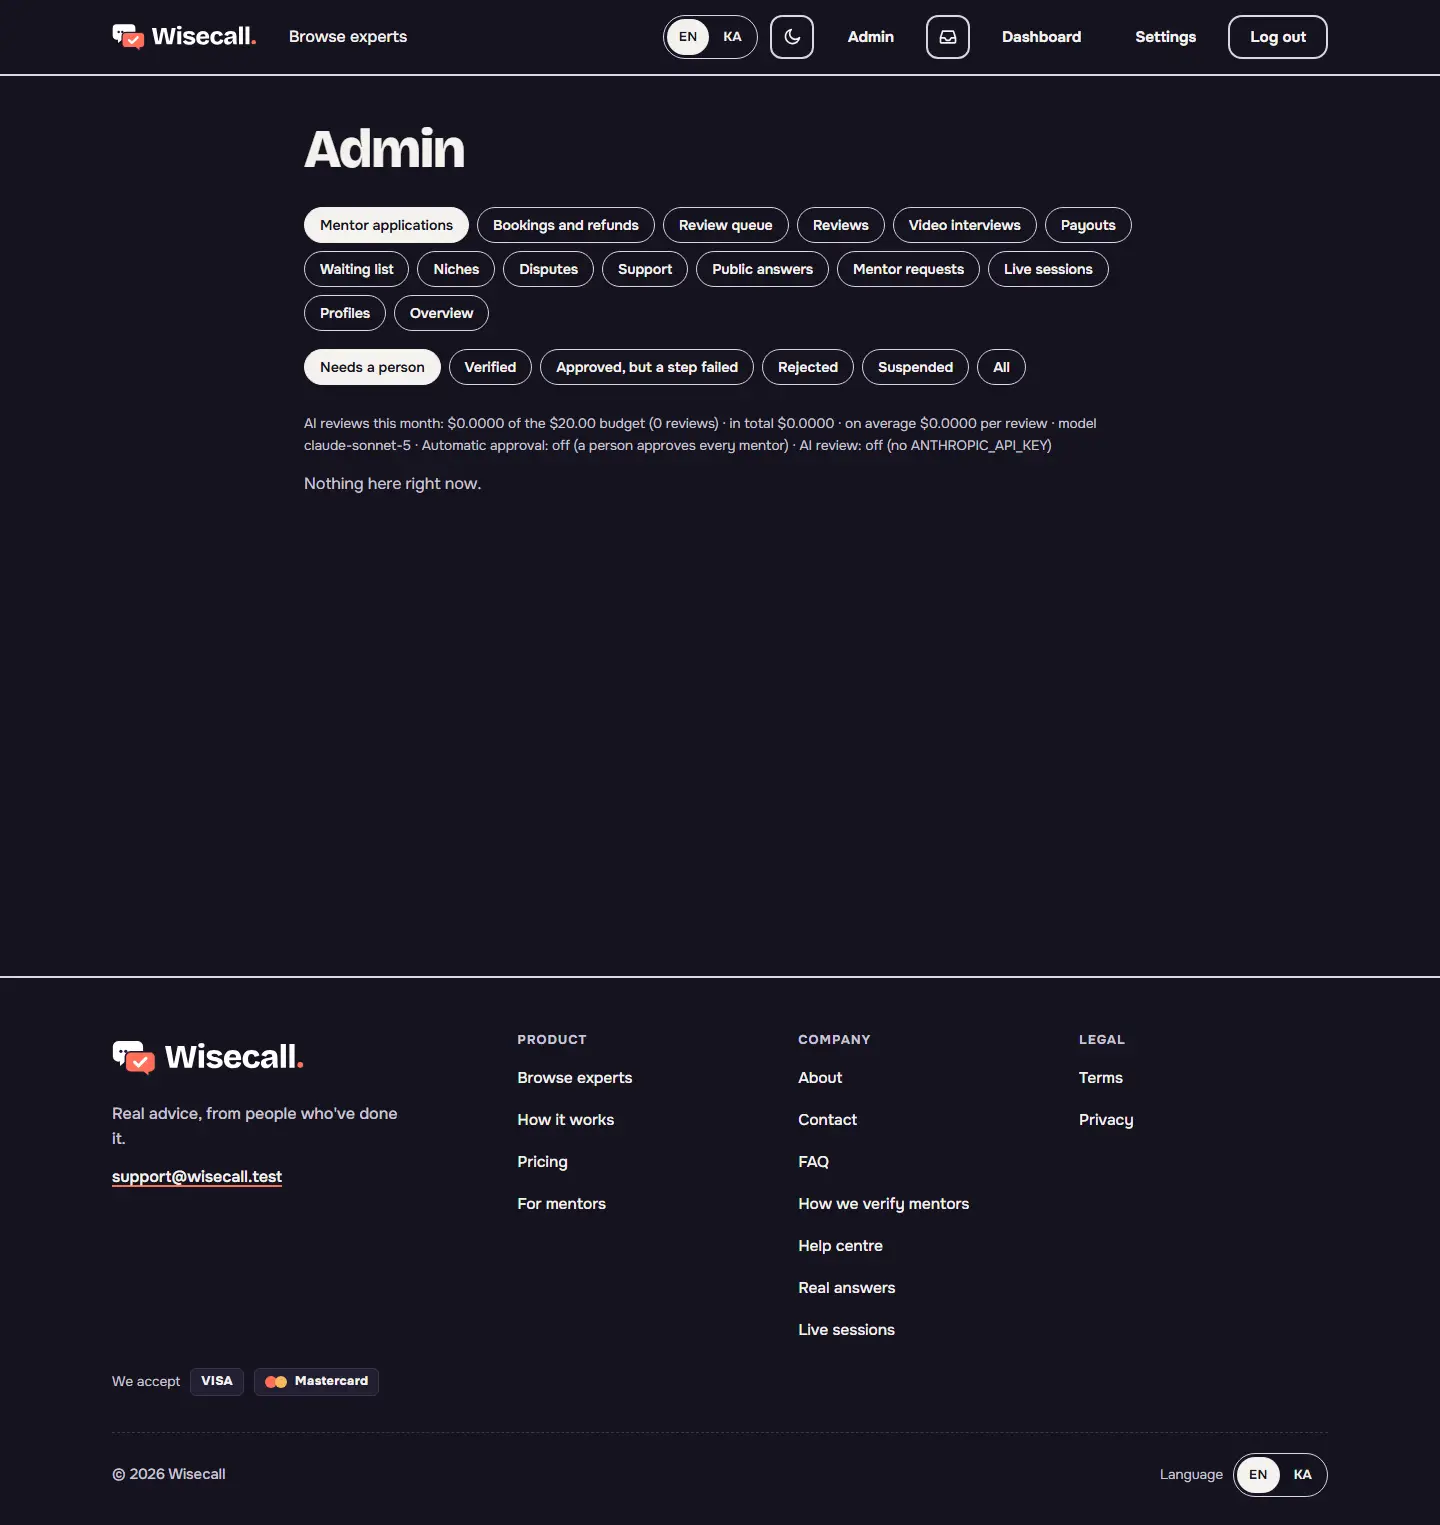 Wisecall.
Browse experts
EN KA
Admin
Dashboard
Settings
Log out
Admin
Mentor applications
Bookings and refunds
Review queue
Reviews
Video interviews
Payouts
Waiting list
Niches
Disputes
Support
Public answers
Mentor requests
Live sessions
Profiles
Overview
Needs a person
Verified
Approved, but a step failed
Rejected
Suspended
All
AI reviews this month: $0.0000 of the $20.00 budget (0 reviews) · in total $0.0000 · on average $0.0000 per review · model
claude-sonnet-5 · Automatic approval: off (a person approves every mentor) · AI review: off (no ANTHROPIC_API_KEY)
Nothing here right now.
Wisecall.
Real advice, from people who've done
it.
support@wisecall.test
PRODUCT
Browse experts
How it works
Pricing
For mentors
COMPANY
About
Contact
FAQ
How we verify mentors
Help centre
Real answers
Live sessions
LEGAL
Terms
Privacy
We accept
VISA
Mastercard
© 2026 Wisecall
Language
EN KA